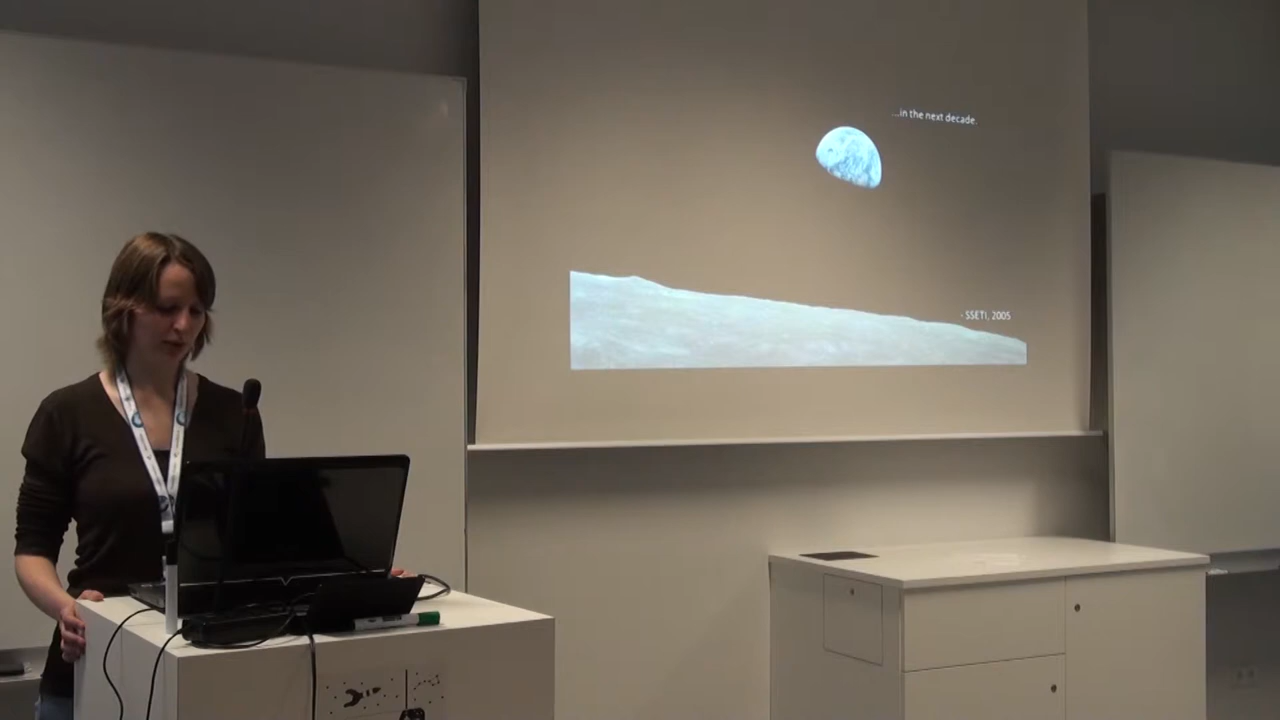 ...in the next decade.
- SSETI, 2005